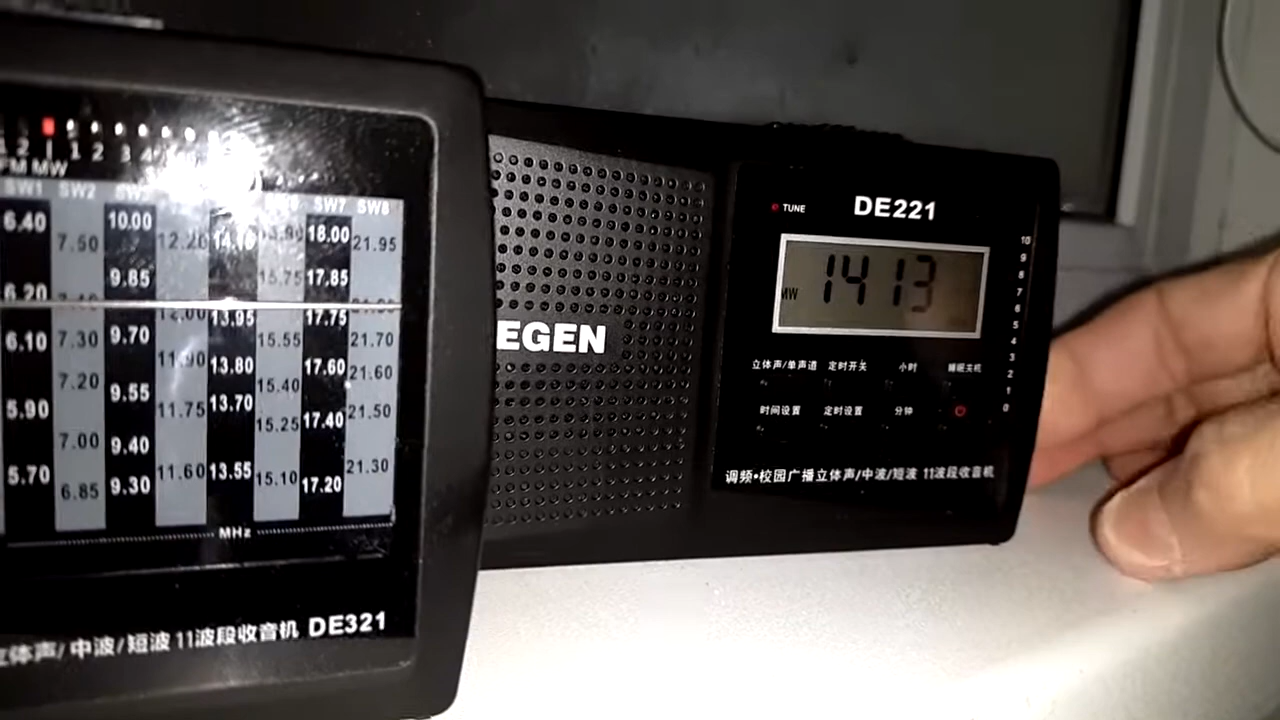 1 2 1 1 2 3 4
FM MW
SW1 SW2 SW3 SW7 SW8
6.40 7.50 10.00 12.20 18.00 21.95
9.85 15.75 17.85
6.20 12.00 13.95 17.75
6.10 7.30 9.70 11.90 13.80 15.55 17.60 21.70
7.20 9.55 13.70 15.40 21.60
5.90 11.75 15.25 17.40 21.50
7.00 9.40
5.70 6.85 9.30 11.60 13.55 15.10 17.20 21.30
MHz
立体声/ 中波/短波 11波段收音机 DE321
EGEN
TUNE DE221
MW 1413
10
9
8
7
6
5
4
3
2
1
0
立体声/单声道 定时开关 小时 睡眠关机
时间设置 定时设置 分钟
调频•校园广播立体声/中波/短波 11波段收音机